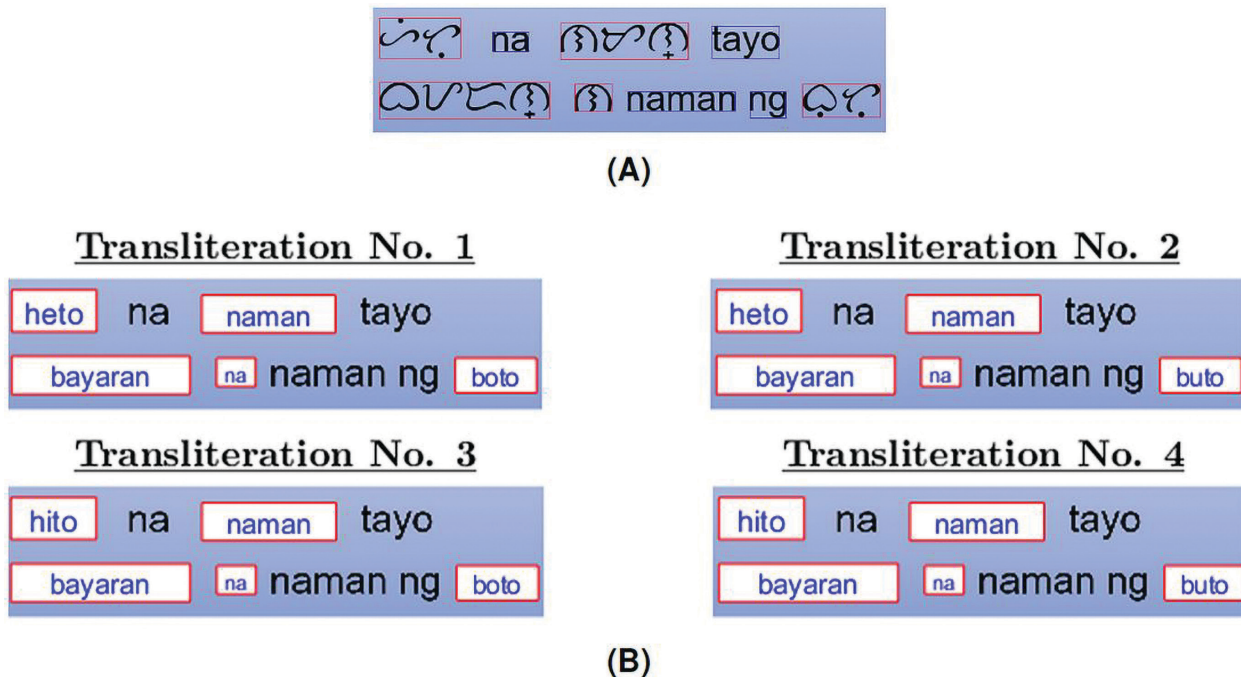 ᜑᜒᜆᜓ na ᜈᜋᜈ᜔ tayo
ᜊᜌᜇᜈ᜔ ᜈ naman ng ᜊᜓᜆᜓ
(A)
Transliteration No. 1
heto na naman tayo
bayaran na naman ng boto
Transliteration No. 2
heto na naman tayo
bayaran na naman ng buto
Transliteration No. 3
hito na naman tayo
bayaran na naman ng boto
Transliteration No. 4
hito na naman tayo
bayaran na naman ng buto
(B)